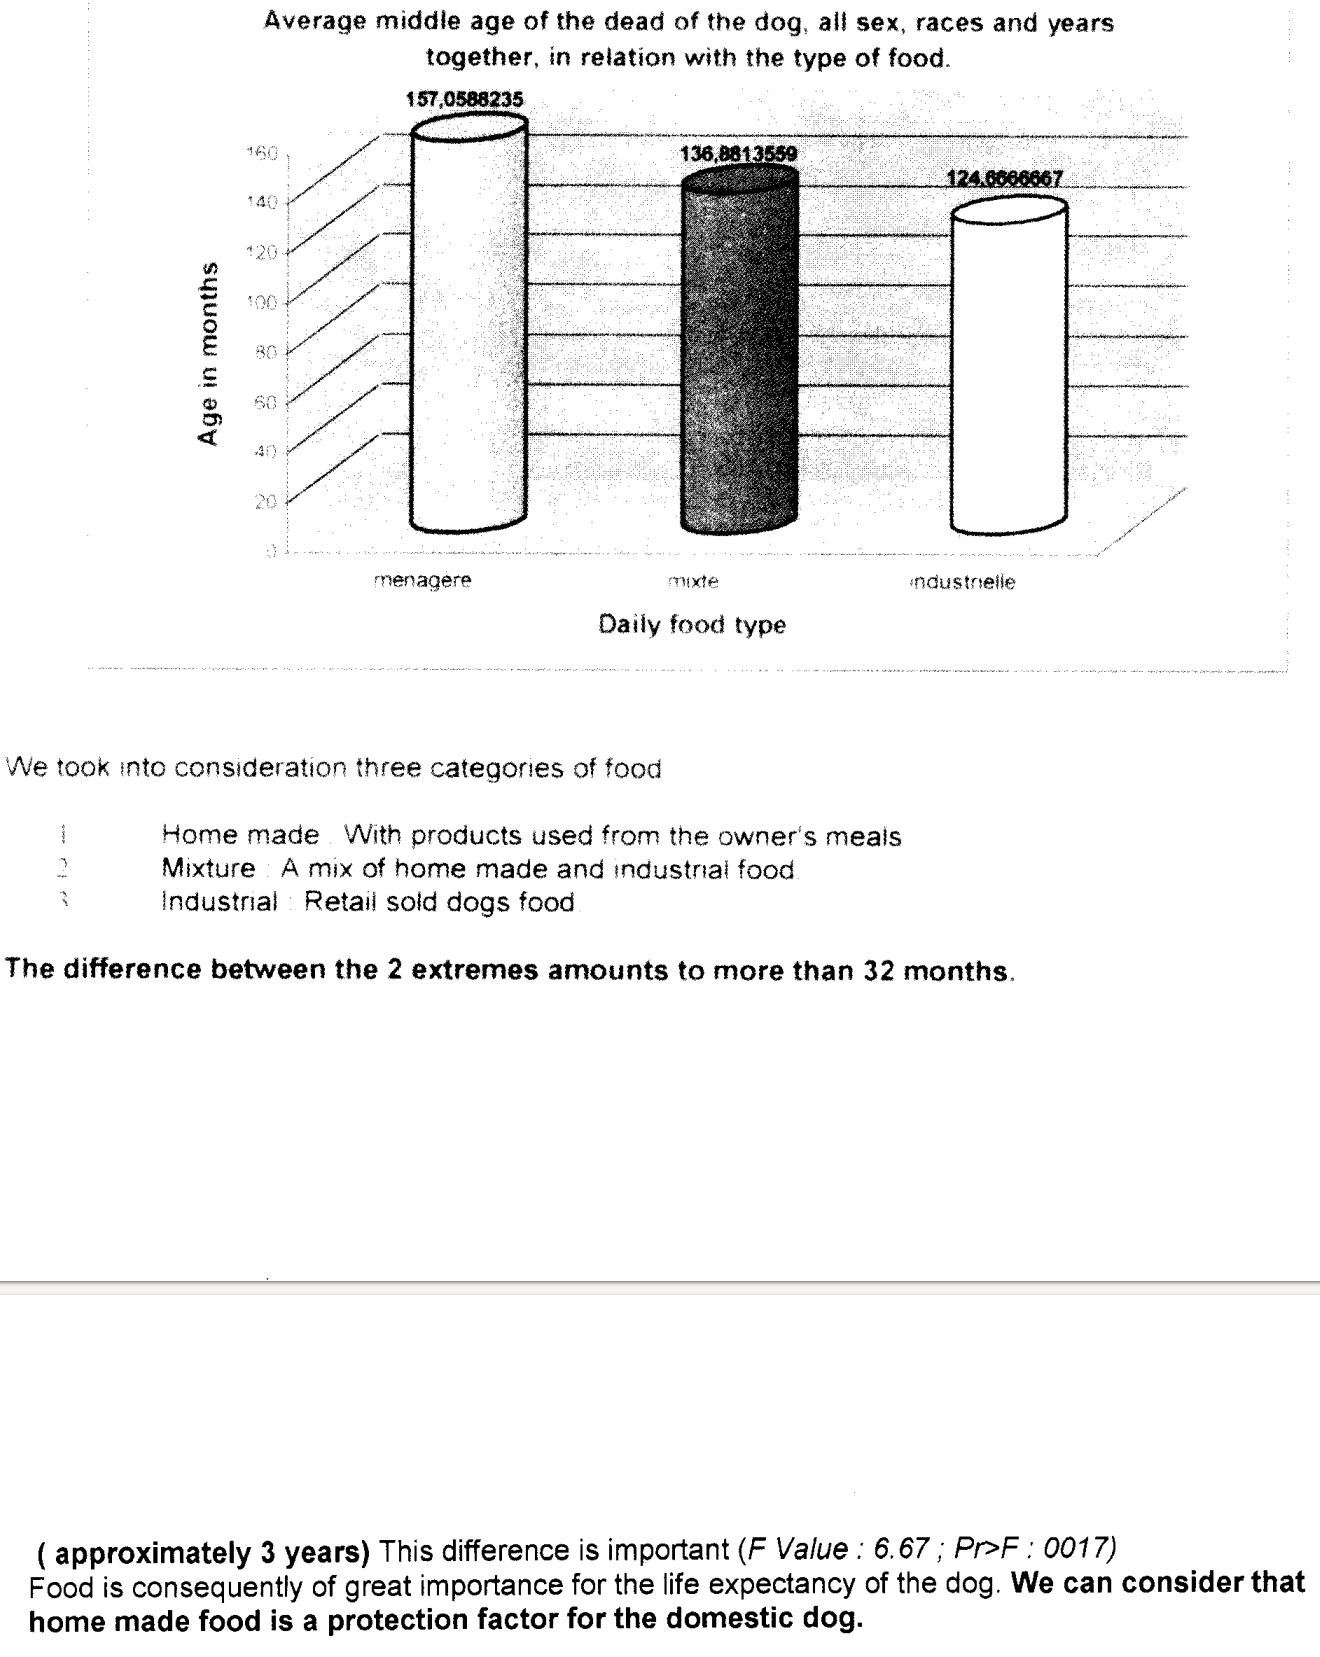 Average middle age of the dead of the dog, all sex, races and years
together, in relation with the type of food.
157,0588235
136,8813559
124,6666667
160
140
120
100
80
60
40
20
0
Age in months
menagère
mixte
industrielle
Daily food type
We took into consideration three categories of food
1 Home made : With products used from the owner's meals
2 Mixture : A mix of home made and industrial food
3 Industrial : Retail sold dogs food
The difference between the 2 extremes amounts to more than 32 months.
( approximately 3 years) This difference is important (F Value : 6.67 ; Pr>F : 0017)
Food is consequently of great importance for the life expectancy of the dog. We can consider that
home made food is a protection factor for the domestic dog.